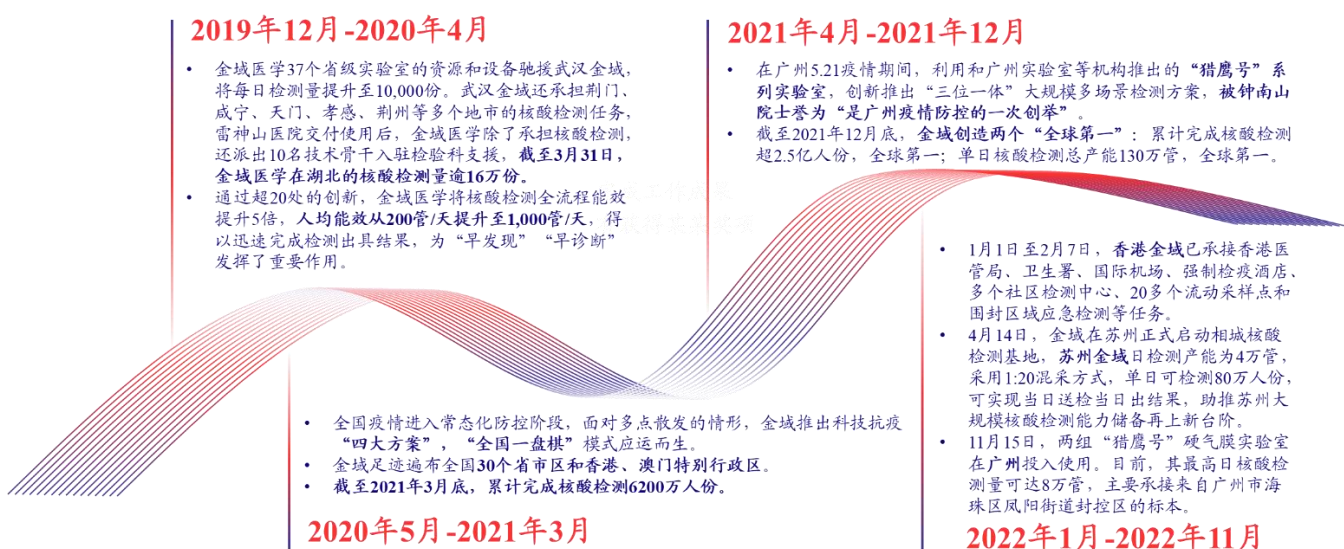 2019年12月-2020年4月
• 金域医学37个省级实验室的资源和设备驰援武汉金域，
将每日检测量提升至10,000份。武汉金域还承担荆门、
咸宁、天门、孝感、荆州等多个地市的核酸检测任务，
雷神山医院交付使用后，金域医学除了承担核酸检测，
还派出10名技术骨干入驻检验科支援，截至3月31日，
金域医学在湖北的核酸检测量逾16万份。
• 通过超20处的创新，金域医学将核酸检测全流程能效
提升5倍，人均能效从200管/天提升至1,000管/天，得
以迅速完成检测出具结果，为“早发现”“早诊断”
发挥了重要作用。
• 全国疫情进入常态化防控阶段，面对多点散发的情形，金域推出科技抗疫
“四大方案”，“全国一盘棋”模式应运而生。
• 金域足迹遍布全国30个省市区和香港、澳门特别行政区。
• 截至2021年3月底，累计完成核酸检测6200万人份。
2020年5月-2021年3月
2021年4月-2021年12月
• 在广州5.21疫情期间，利用和广州实验室等机构推出的“猎鹰号”系
列实验室，创新推出“三位一体”大规模多场景检测方案，被钟南山
院士誉为“是广州疫情防控的一次创举”。
• 截至2021年12月底，金域创造两个“全球第一”：累计完成核酸检测
超2.5亿人份，全球第一；单日核酸检测总产能130万管，全球第一。
• 1月1日至2月7日，香港金域已承接香港医
管局、卫生署、国际机场、强制检疫酒店、
多个社区检测中心、20多个流动采样点和
围封区域应急检测等任务。
• 4月14日，金域在苏州正式启动相城核酸
检测基地，苏州金域日检测产能为4万管，
采用1:20混采方式，单日可检测80万人份，
可实现当日送检当日出结果，助推苏州大
规模核酸检测能力储备再上新台阶。
• 11月15日，两组“猎鹰号”硬气膜实验室
在广州投入使用。目前，其最高日核酸检
测量可达8万管，主要承接来自广州市海
珠区凤阳街道封控区的标本。
2022年1月-2022年11月